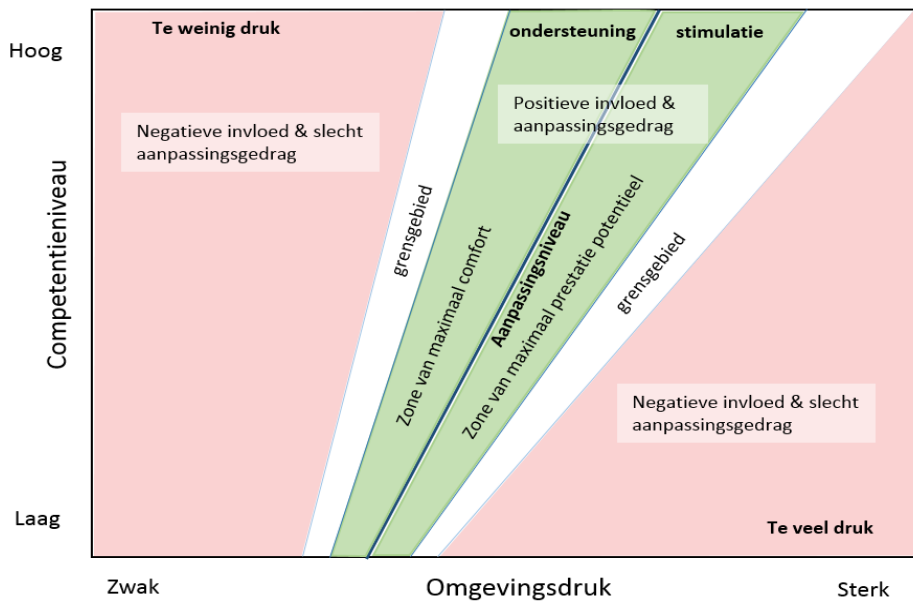 Te weinig druk
ondersteuning
stimulatie
Hoog
Positieve invloed &
aanpassingsgedrag
Negatieve invloed & slecht
aanpassingsgedrag
Competentieniveau
grensgebied
Zone van maximaal comfort
Aanpassingsniveau
Zone van maximaal prestatie potentieel
grensgebied
Negatieve invloed & slecht
aanpassingsgedrag
Laag
Te veel druk
Zwak
Omgevingsdruk
Sterk